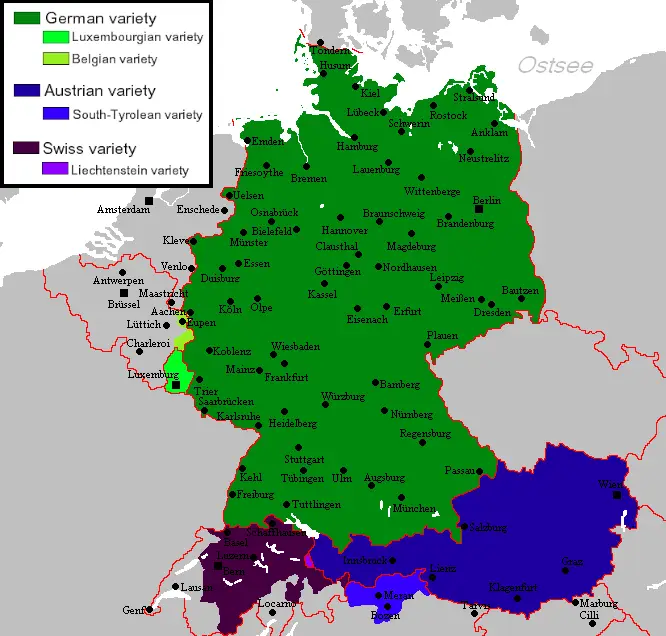 German variety
Luxembourgian variety
Belgian variety
Austrian variety
South-Tyrolean variety
Swiss variety
Liechtenstein variety
Ostsee
Tondern
Husum
Kiel
Stralsund
Lübeck
Rostock
Schwerin
Anklam
Emden
Hamburg
Neustrelitz
Friesoythe
Bremen
Lauenburg
Wittenberge
Uelsen
Berlin
Amsterdam
Enschede
Osnabrück
Braunschweig
Brandenburg
Bielefeld
Hannover
Kleve
Münster
Clausthal
Magdeburg
Venlo
Essen
Göttingen
Nordhausen
Duisburg
Leipzig
Antwerpen
Maastricht
Kassel
Meißen
Bautzen
Brüssel
Köln
Olpe
Aachen
Eisenach
Erfurt
Dresden
Lüttich
Eupen
Plauen
Charleroi
Koblenz
Wiesbaden
Luxemburg
Mainz
Frankfurt
Trier
Bamberg
Saarbrücken
Würzburg
Karlsruhe
Heidelberg
Nürnberg
Regensburg
Stuttgart
Kehl
Tübingen
Ulm
Augsburg
Passau
Wien
Freiburg
Tuttlingen
München
Schaffhausen
Salzburg
Basel
Luzern
Innsbruck
Graz
Bern
Lienz
Lausan
Meran
Klagenfurt
Genf
Locarno
Bozen
Tarvis
Marburg
Cilli